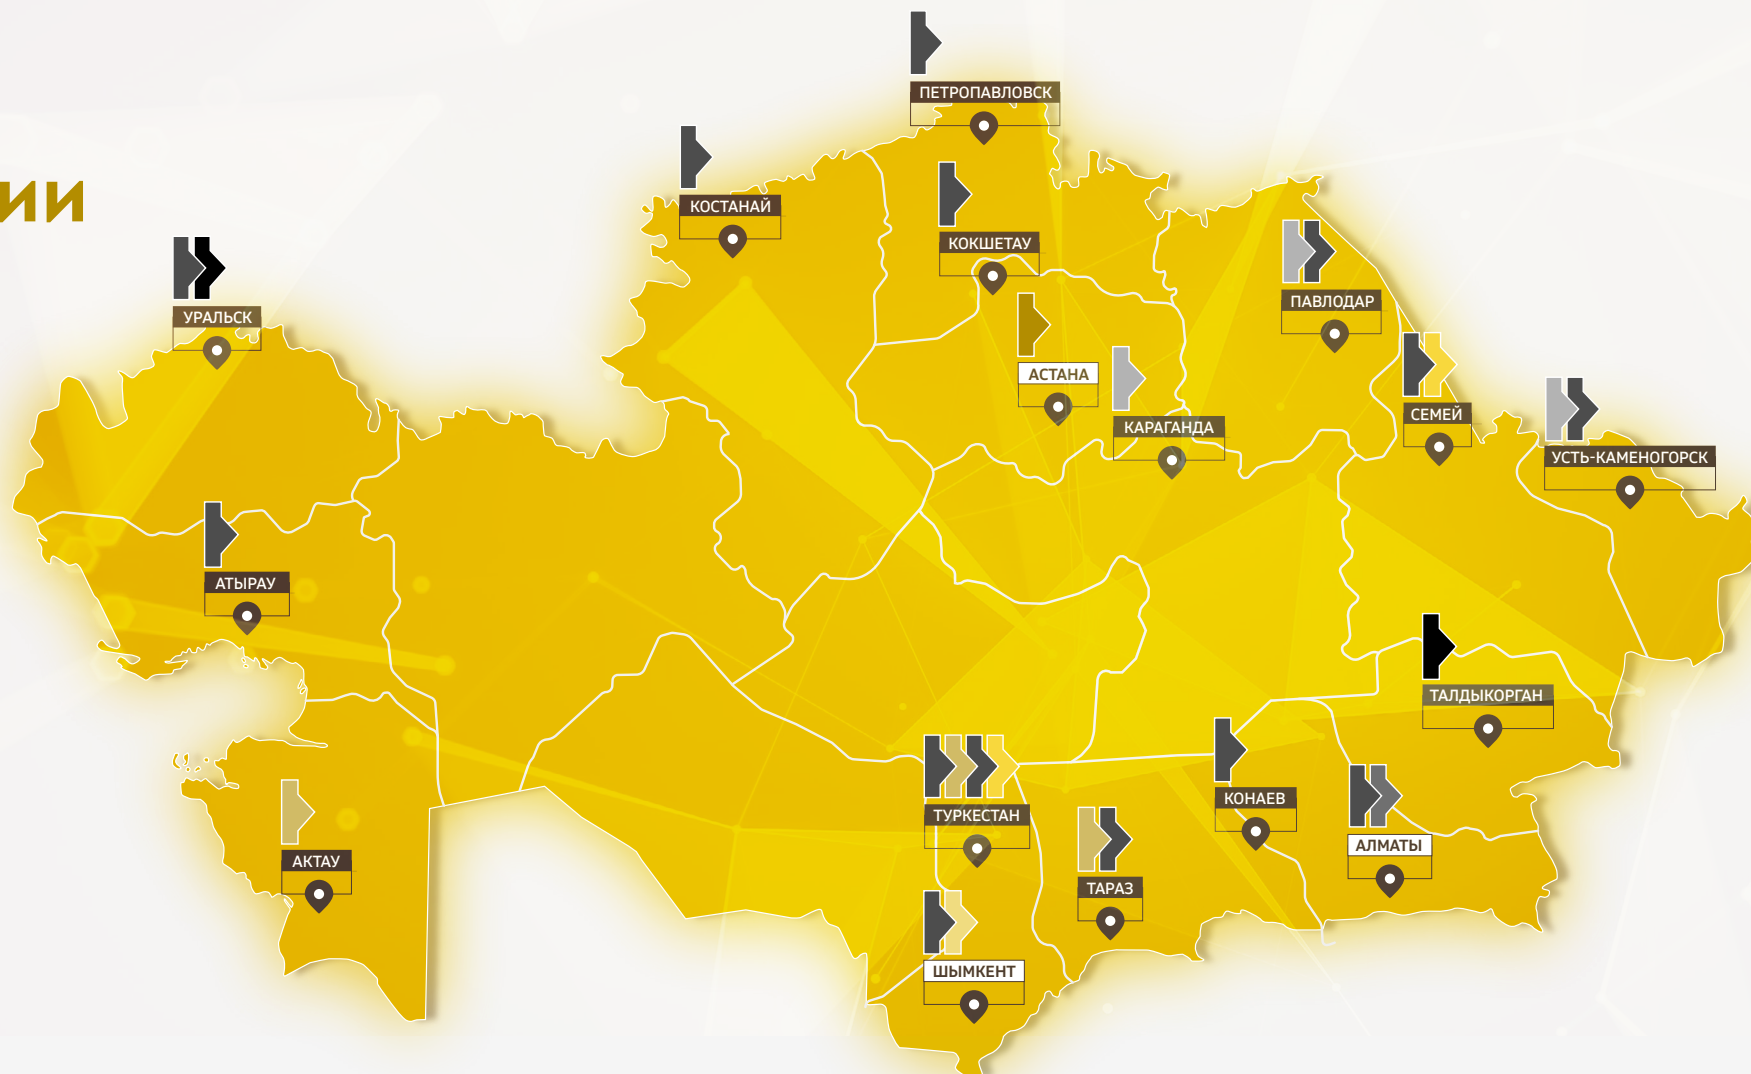 ИИ
ПЕТРОПАВЛОВСК
КОСТАНАЙ
КОКШЕТАУ
ПАВЛОДАР
УРАЛЬСК
АСТАНА
КАРАГАНДА
СЕМЕЙ
УСТЬ-КАМЕНОГОРСК
АТЫРАУ
ТАЛДЫКОРГАН
ТУРКЕСТАН
КОНАЕВ
АЛМАТЫ
АКТАУ
ТАРАЗ
ШЫМКЕНТ